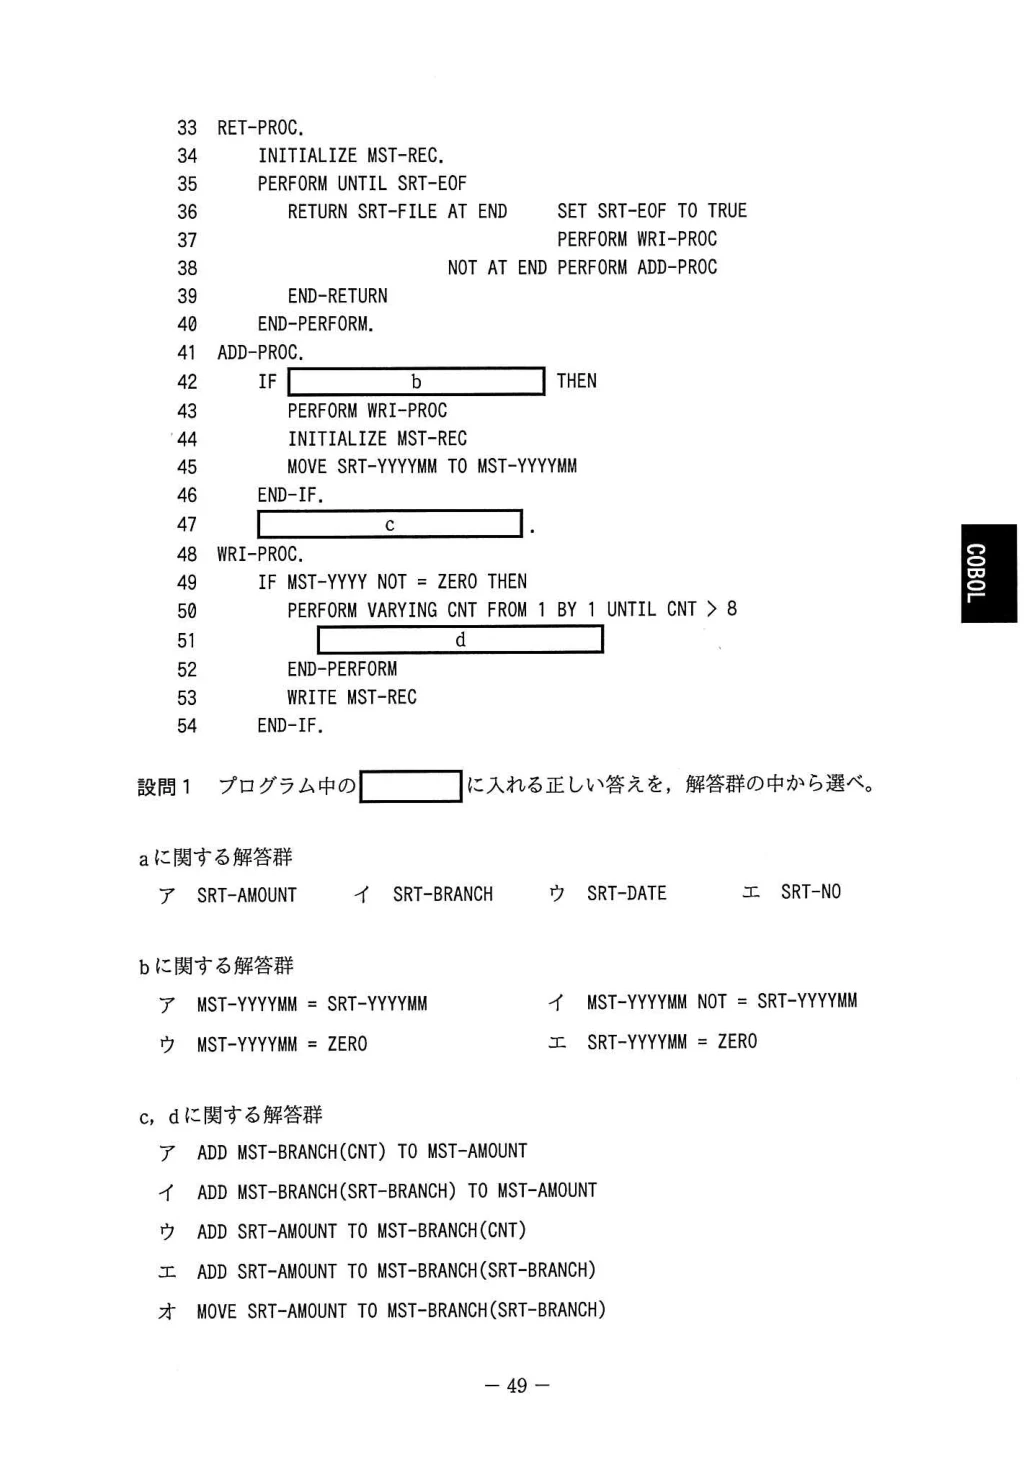 33 RET-PROC.
34 INITIALIZE MST-REC.
35 PERFORM UNTIL SRT-EOF
36 RETURN SRT-FILE AT END SET SRT-EOF TO TRUE
37 PERFORM WRI-PROC
38 NOT AT END PERFORM ADD-PROC
39 END-RETURN
40 END-PERFORM.
41 ADD-PROC.
42 IF b THEN
43 PERFORM WRI-PROC
44 INITIALIZE MST-REC
45 MOVE SRT-YYYYMM TO MST-YYYYMM
46 END-IF.
47 c .
48 WRI-PROC.
49 IF MST-YYYY NOT = ZERO THEN
50 PERFORM VARYING CNT FROM 1 BY 1 UNTIL CNT > 8
51 d
52 END-PERFORM
53 WRITE MST-REC
54 END-IF.
COBOL
設問1 プログラム中の に入れる正しい答えを，解答群の中から選べ。
aに関する解答群
ア SRT-AMOUNT イ SRT-BRANCH ウ SRT-DATE エ SRT-NO
bに関する解答群
ア MST-YYYYMM = SRT-YYYYMM イ MST-YYYYMM NOT = SRT-YYYYMM
ウ MST-YYYYMM = ZERO エ SRT-YYYYMM = ZERO
c，dに関する解答群
ア ADD MST-BRANCH(CNT) TO MST-AMOUNT
イ ADD MST-BRANCH(SRT-BRANCH) TO MST-AMOUNT
ウ ADD SRT-AMOUNT TO MST-BRANCH(CNT)
エ ADD SRT-AMOUNT TO MST-BRANCH(SRT-BRANCH)
オ MOVE SRT-AMOUNT TO MST-BRANCH(SRT-BRANCH)
－ 49 －